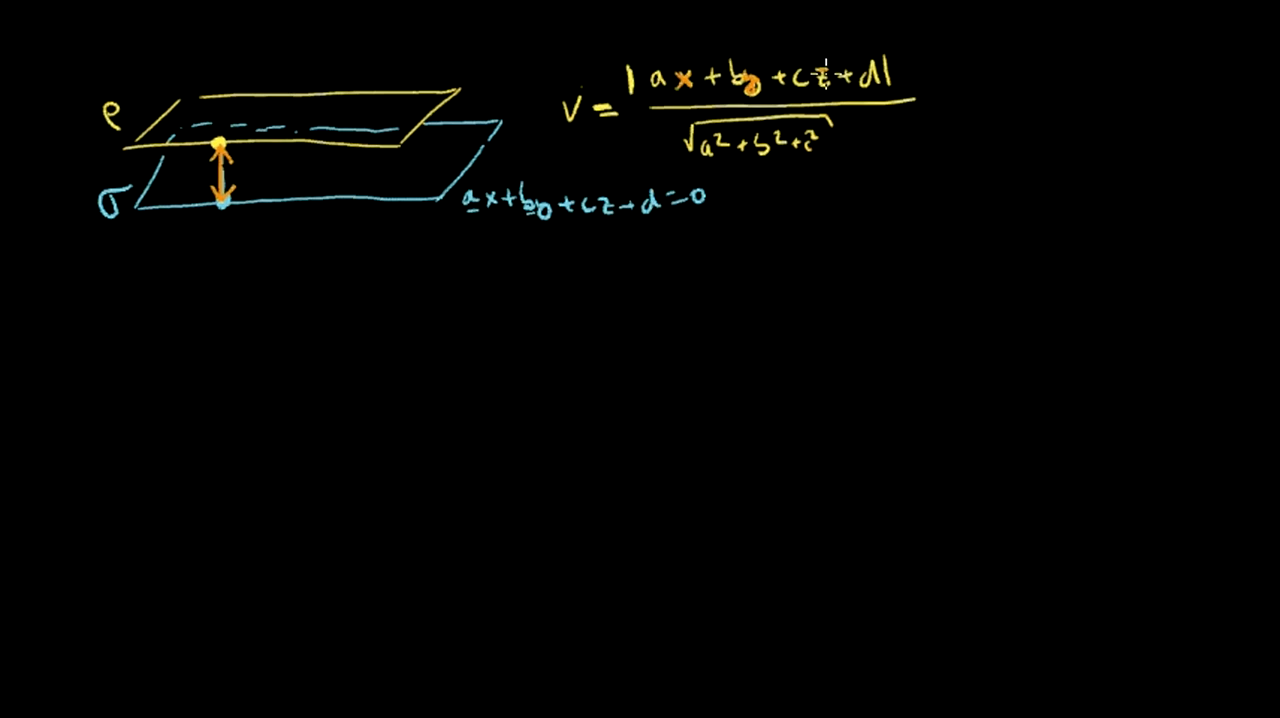 ρ
σ
v = |ax + by + cz + d| / √a² + b² + c²
ax + by + cz + d = 0